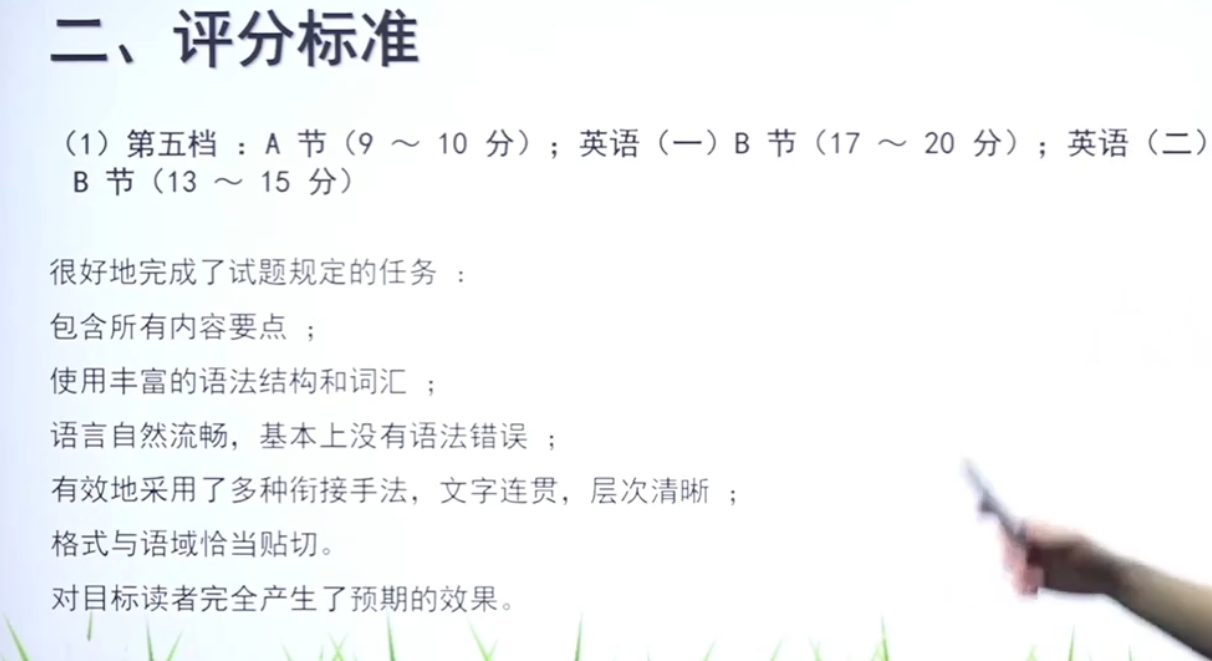 二、评分标准
（1）第五档 ：A 节（9 ～ 10 分）；英语（一）B 节（17 ～ 20 分）；英语（二）
B 节（13 ～ 15 分）
很好地完成了试题规定的任务 ：
包含所有内容要点 ；
使用丰富的语法结构和词汇 ；
语言自然流畅，基本上没有语法错误 ；
有效地采用了多种衔接手法，文字连贯，层次清晰 ；
格式与语域恰当贴切。
对目标读者完全产生了预期的效果。